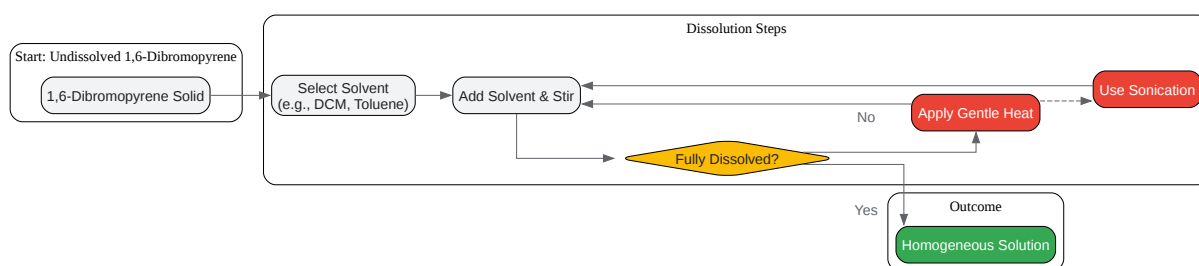 Dissolution Steps
Start: Undissolved 1,6-Dibromopyrene
1,6-Dibromopyrene Solid
Select Solvent
(e.g., DCM, Toluene)
Add Solvent & Stir
Use Sonication
Apply Gentle Heat
No
Fully Dissolved?
Yes
Outcome
Homogeneous Solution